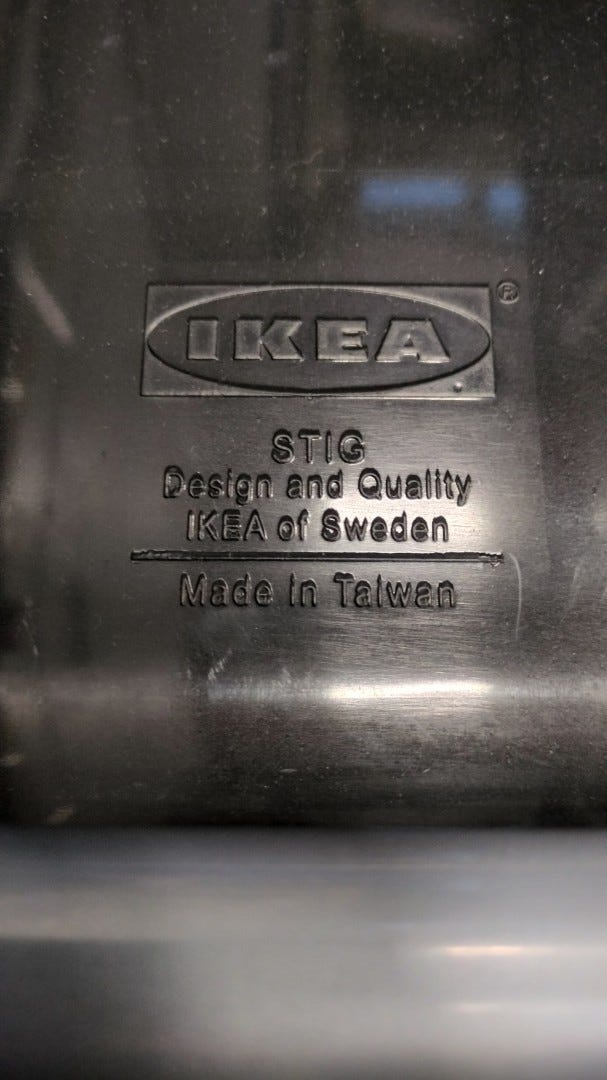 IKEA®
STIG
Design and Quality
IKEA of Sweden
Made in Taiwan